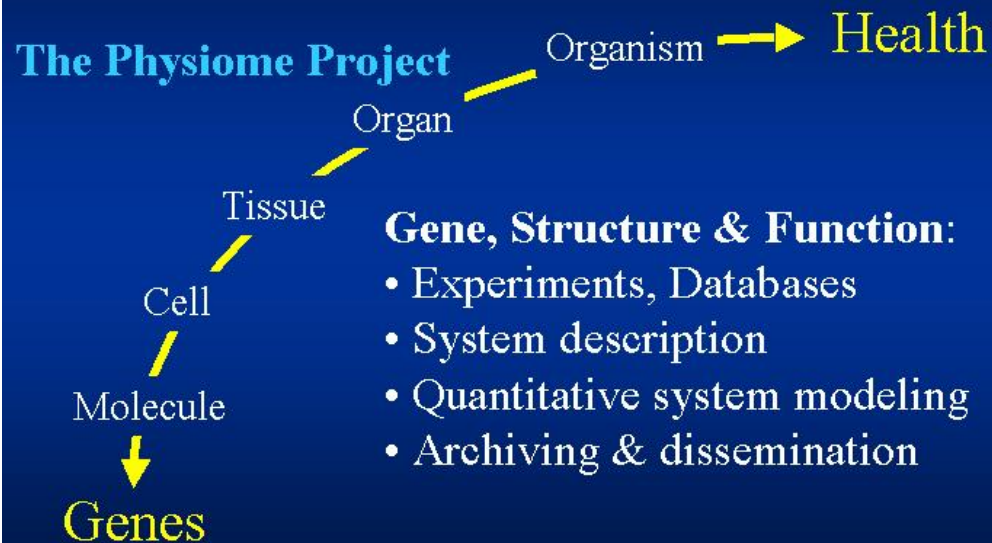 The Physiome Project
Organism
Health
Organ
Tissue
Cell
Molecule
Genes
Gene, Structure & Function:
• Experiments, Databases
• System description
• Quantitative system modeling
• Archiving & dissemination